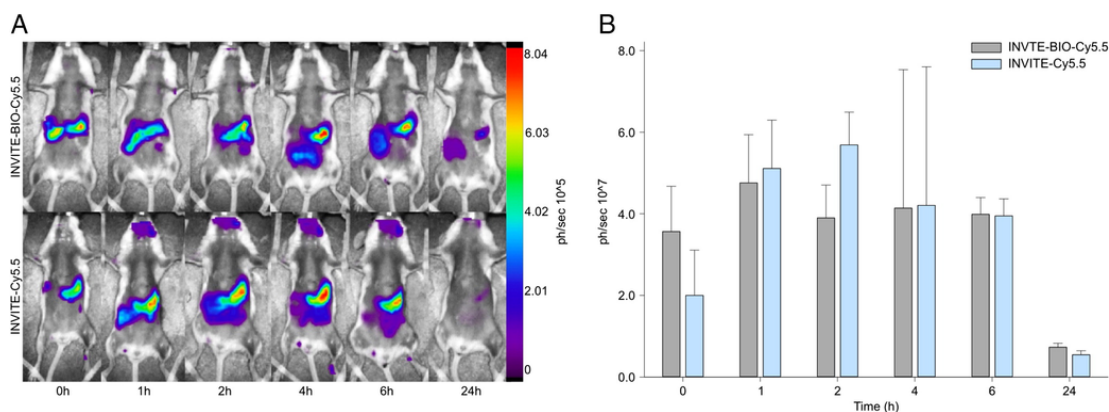 A
INVITE-BIO-Cy5.5
INVITE-Cy5.5
0h 1h 2h 4h 6h 24h
8.04
6.03
4.02
2.01
0
ph/sec 10^5
B
INVTE-BIO-Cy5.5
INVITE-Cy5.5
8.0
6.0
4.0
2.0
0.0
ph/sec 10^7
0 1 2 4 6 24
Time (h)